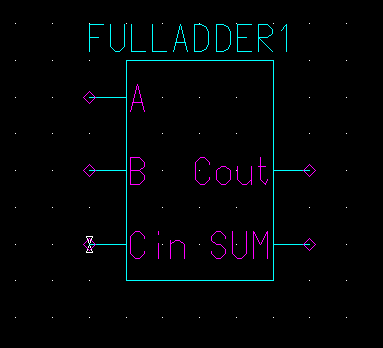 FULLADDER1
A
B Cout
Cin SUM